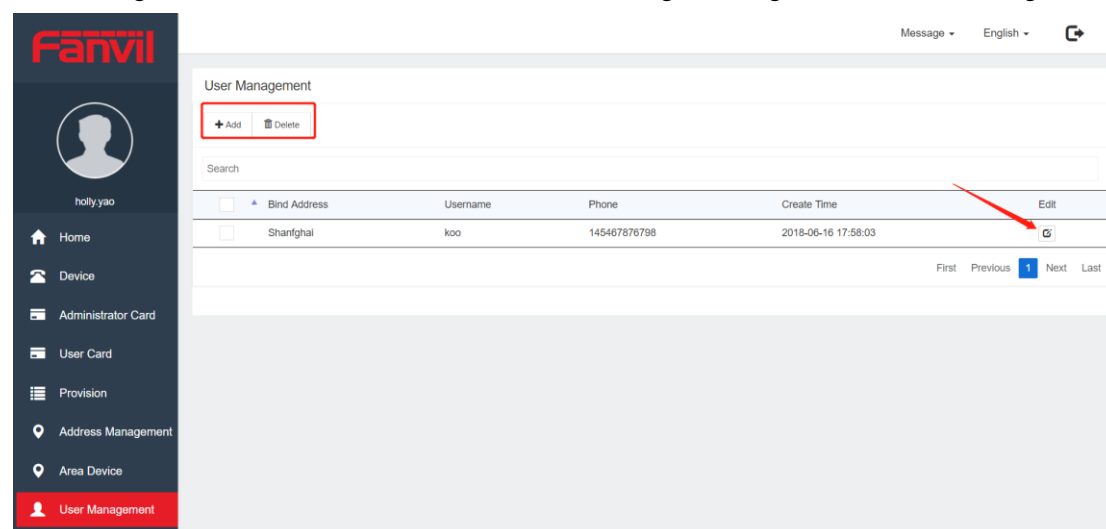 Fanvil
Message English
User Management
Add Delete
Search
holly.yao
Bind Address Username Phone Create Time Edit
Shanfghai koo 145467876798 2018-06-16 17:58:03
First Previous 1 Next Last
Home
Device
Administrator Card
User Card
Provision
Address Management
Area Device
User Management